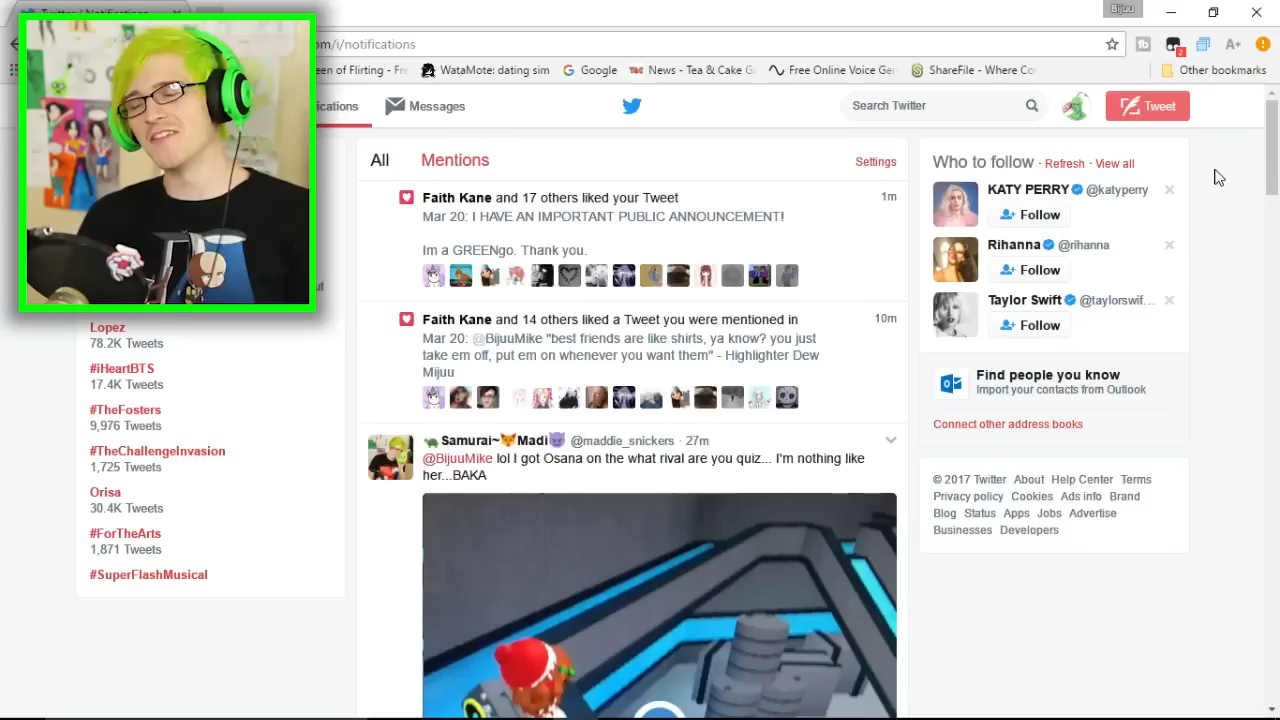 Twitter / Notifications
Bijuu
om/i/notifications
een of Flirting - Fre
WataMote: dating sim
Google
News - Tea & Cake G
Free Online Voice Ger
ShareFile - Where Co
Other bookmarks
ifications
Messages
Search Twitter
Tweet
All
Mentions
Settings
Faith Kane and 17 others liked your Tweet
1m
Mar 20: I HAVE AN IMPORTANT PUBLIC ANNOUNCEMENT!
Im a GREENgo. Thank you.
Faith Kane and 14 others liked a Tweet you were mentioned in
10m
Mar 20: @BijuuMike "best friends are like shirts, ya know? you just
take em off, put em on whenever you want them" - Highlighter Dew
Mijuu
Samurai~🦊Madi😈 @maddie_snickers · 27m
@BijuuMike lol I got Osana on the what rival are you quiz... I'm nothing like
her...BAKA
Lopez
78.2K Tweets
#iHeartBTS
17.4K Tweets
#TheFosters
9,976 Tweets
#TheChallengeInvasion
1,725 Tweets
Orisa
30.4K Tweets
#ForTheArts
1,871 Tweets
#SuperFlashMusical
Who to follow · Refresh · View all
KATY PERRY @katyperry
Follow
Rihanna @rihanna
Follow
Taylor Swift @taylorswif...
Follow
Find people you know
Import your contacts from Outlook
Connect other address books
© 2017 Twitter About Help Center Terms
Privacy policy Cookies Ads info Brand
Blog Status Apps Jobs Advertise
Businesses Developers